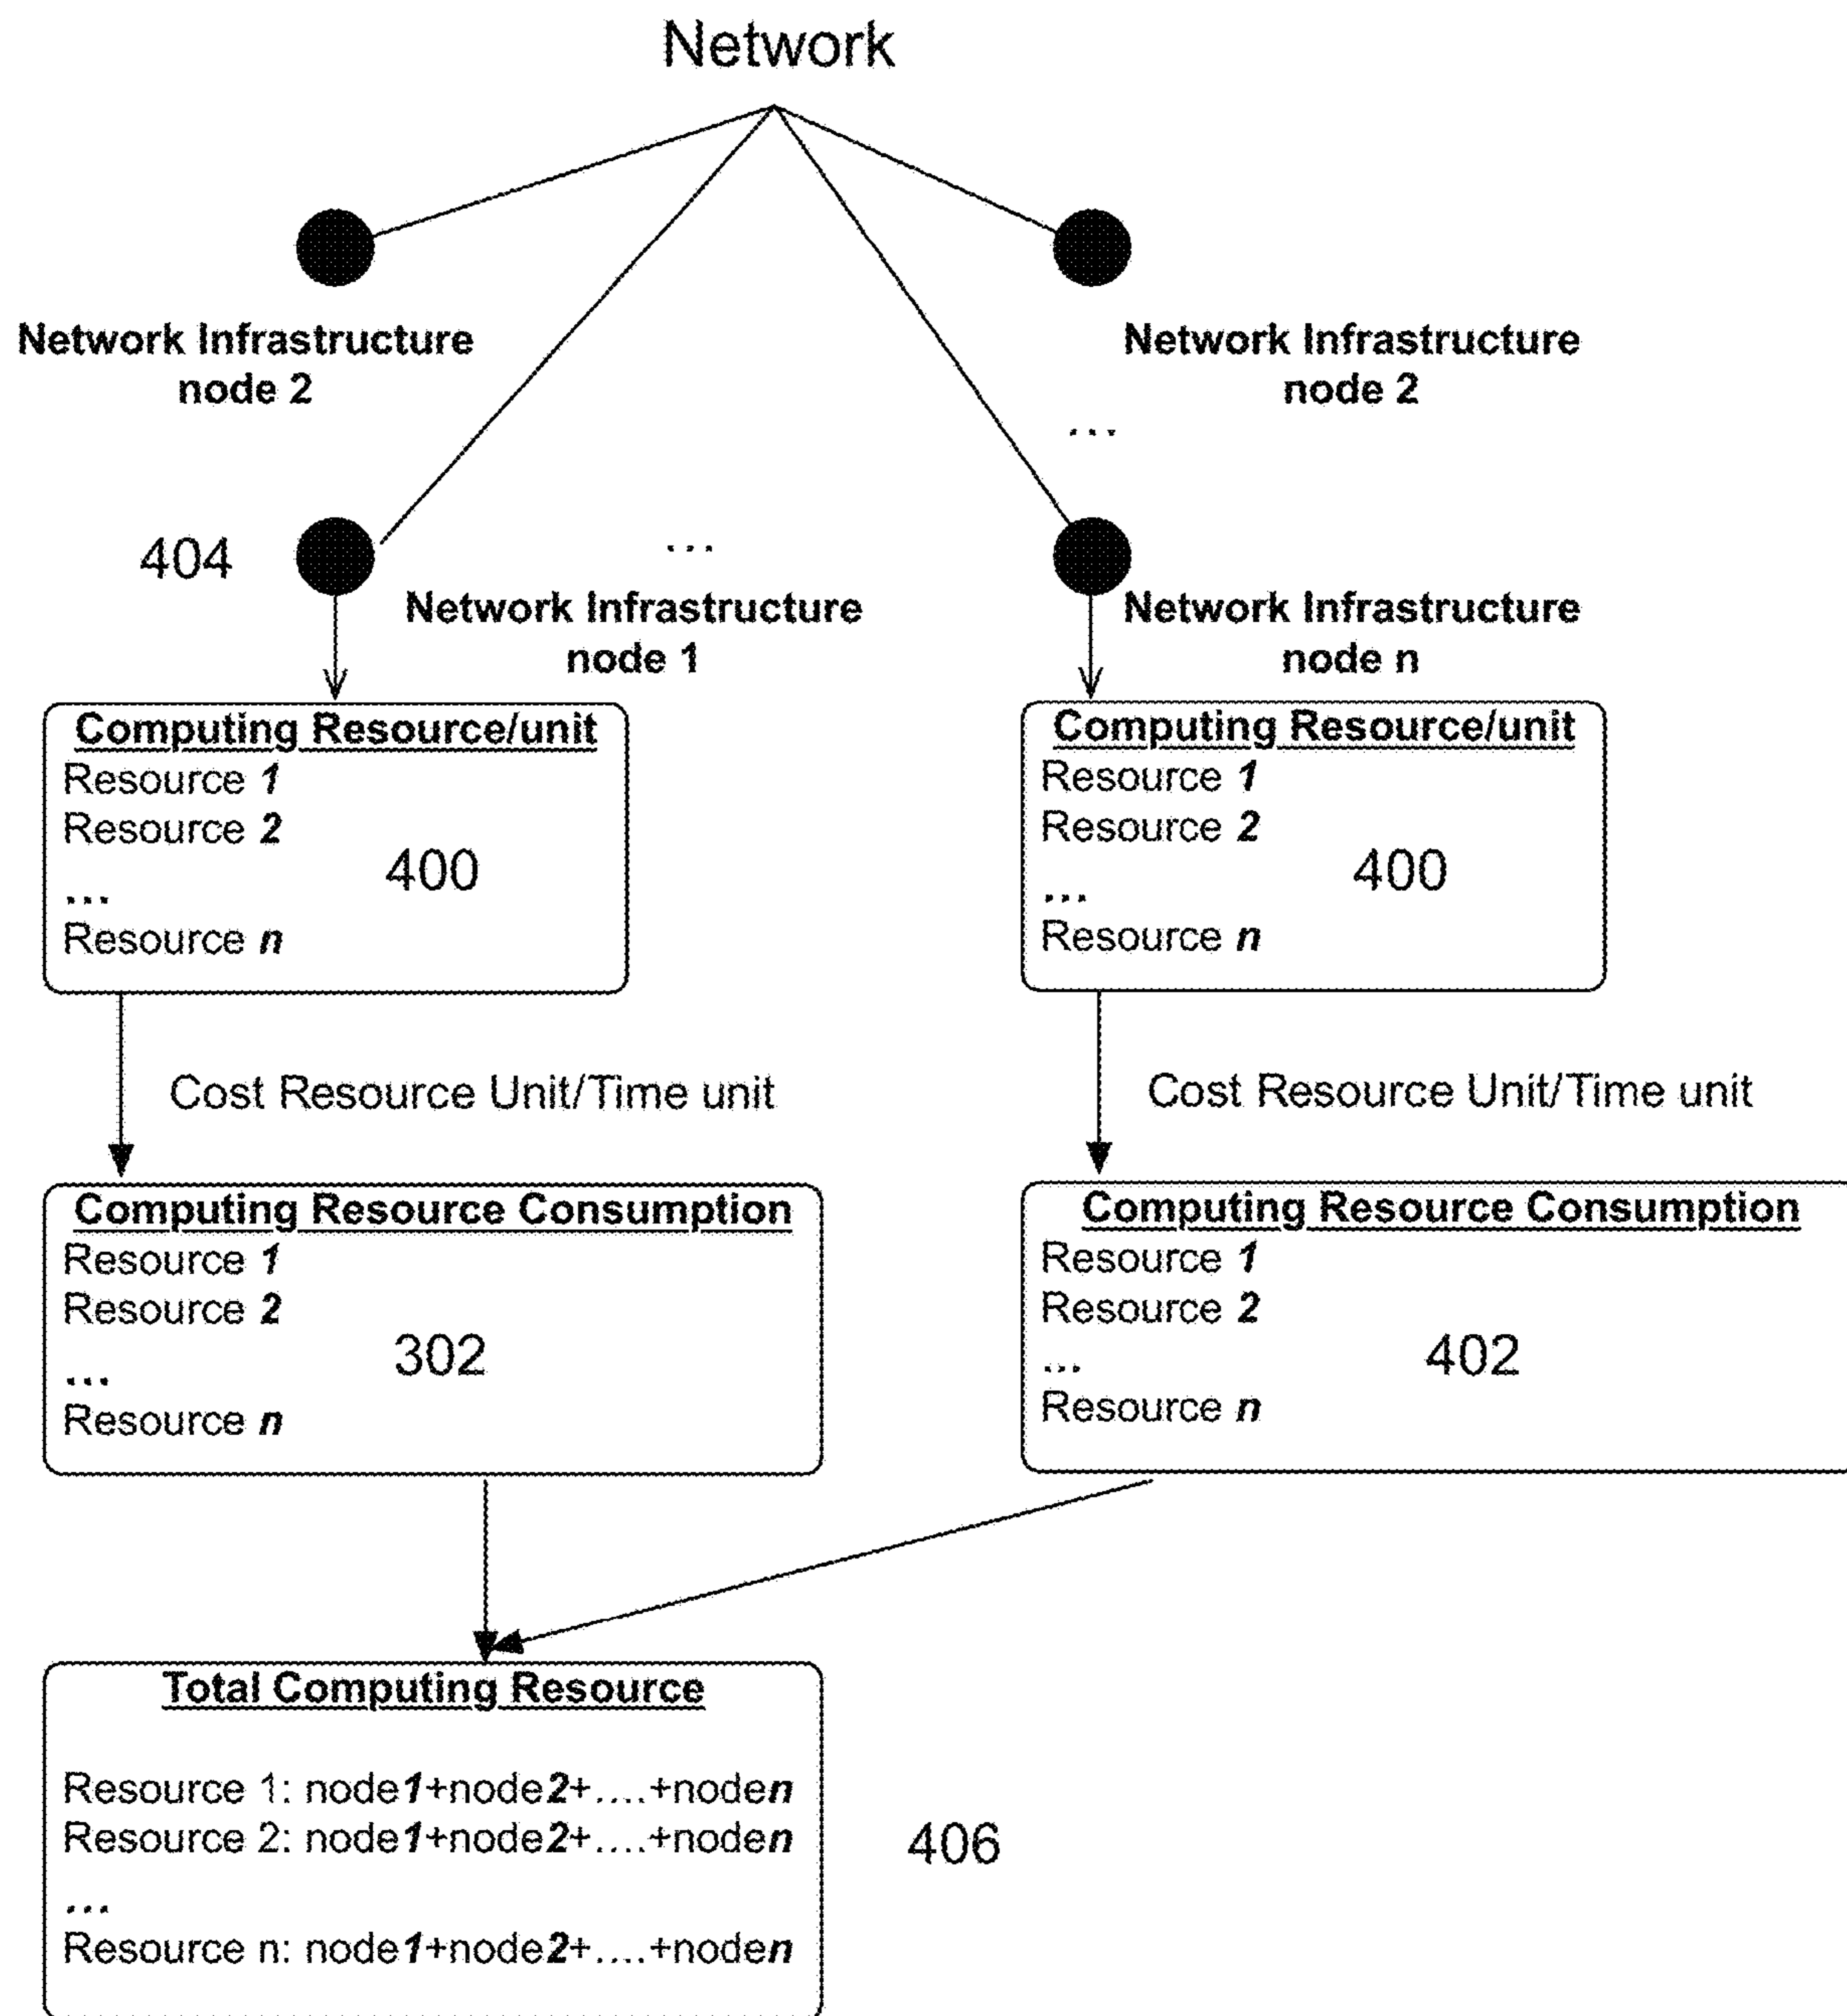 Network
Network Infrastructure
node 2
Network Infrastructure
node 2
...
404
...
Network Infrastructure
node 1
Network Infrastructure
node n
Computing Resource/unit
Resource 1
Resource 2
400
...
Resource n
Computing Resource/unit
Resource 1
Resource 2
400
...
Resource n
Cost Resource Unit/Time unit
Cost Resource Unit/Time unit
Computing Resource Consumption
Resource 1
Resource 2
302
...
Resource n
Computing Resource Consumption
Resource 1
Resource 2
402
...
Resource n
Total Computing Resource
Resource 1: node1+node2+....+noden
Resource 2: node1+node2+....+noden
406
...
Resource n: node1+node2+....+noden